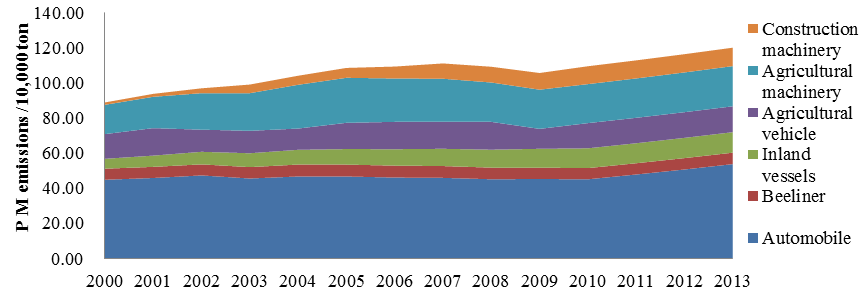 P M emissions /10,000 ton
140.00
120.00
100.00
80.00
60.00
40.00
20.00
0.00
2000 2001 2002 2003 2004 2005 2006 2007 2008 2009 2010 2011 2012 2013
Construction
machinery
Agricultural
machinery
Agricultural
vehicle
Inland
vessels
Beeliner
Automobile